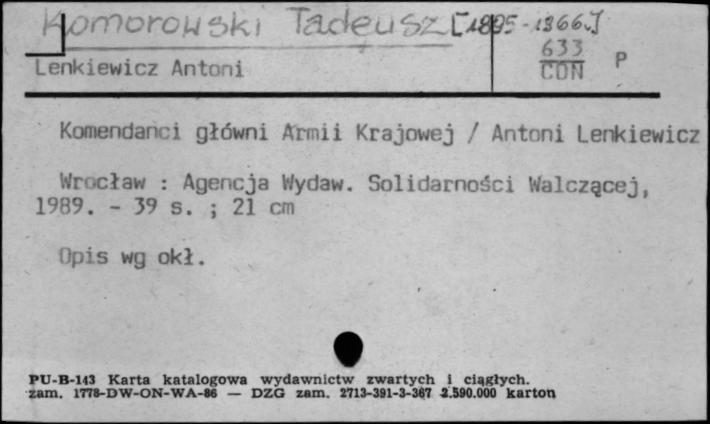 Komorowski Tadeusz [1895-1966.]
633
CDN P
Lenkiewicz Antoni
Komendanci główni Armii Krajowej / Antoni Lenkiewicz
Wrocław : Agencja Wydaw. Solidarności Walczącej,
1989. - 39 s. ; 21 cm
Opis wg okł.
PU-B-143 Karta katalogowa wydawnictw zwartych i ciągłych.
zam. 1778-DW-ON-WA-86 — DZG zam. 2713-391-3-367 2.590.000 karton